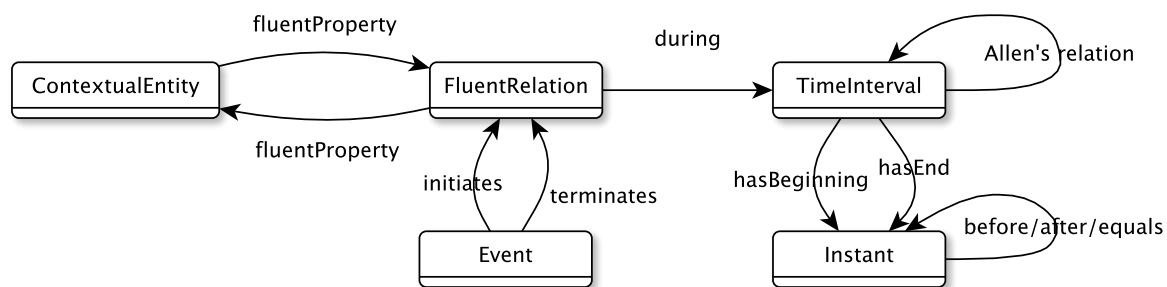 fluentProperty
during
Allen's relation
ContextualEntity
FluentRelation
TimeInterval
fluentProperty
initiates
terminates
hasBeginning
hasEnd
before/after/equals
Event
Instant